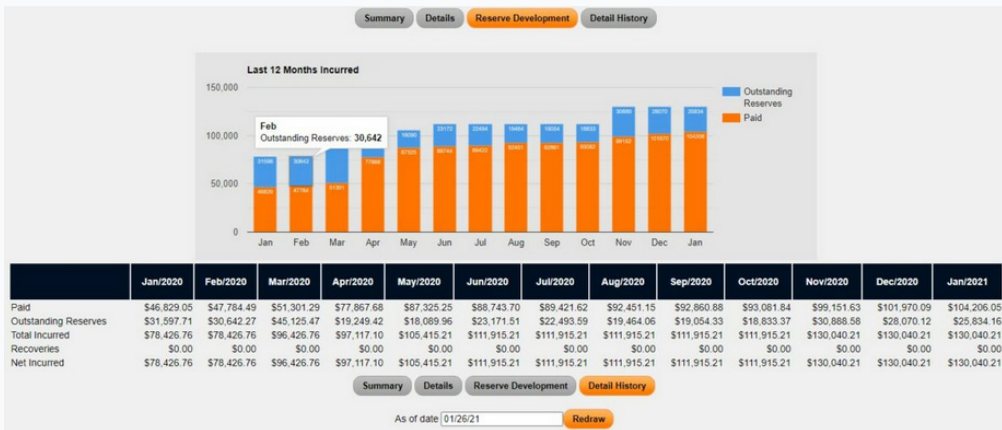 Summary Details Reserve Development Detail History
Last 12 Months Incurred
150,000
100,000
50,000
0
Outstanding
Reserves
Paid
Feb
Outstanding Reserves: 30,642
Jan Feb Mar Apr May Jun Jul Aug Sep Oct Nov Dec Jan
Jan/2020 Feb/2020 Mar/2020 Apr/2020 May/2020 Jun/2020 Jul/2020 Aug/2020 Sep/2020 Oct/2020 Nov/2020 Dec/2020 Jan/2021
Paid $46,829.05 $47,784.49 $51,301.29 $77,867.68 $87,325.25 $88,743.70 $89,421.62 $92,451.15 $92,860.88 $93,081.84 $99,151.63 $101,970.09 $104,206.05
Outstanding Reserves $31,597.71 $30,642.27 $45,125.47 $19,249.42 $18,089.96 $23,171.51 $22,493.59 $19,464.06 $19,054.33 $18,833.37 $30,888.58 $28,070.12 $25,834.16
Total Incurred $78,426.76 $78,426.76 $96,426.76 $97,117.10 $105,415.21 $111,915.21 $111,915.21 $111,915.21 $111,915.21 $111,915.21 $130,040.21 $130,040.21 $130,040.21
Recoveries $0.00 $0.00 $0.00 $0.00 $0.00 $0.00 $0.00 $0.00 $0.00 $0.00 $0.00 $0.00 $0.00
Net Incurred $78,426.76 $78,426.76 $96,426.76 $97,117.10 $105,415.21 $111,915.21 $111,915.21 $111,915.21 $111,915.21 $111,915.21 $130,040.21 $130,040.21 $130,040.21
Summary Details Reserve Development Detail History
As of date 01/26/21 Redraw